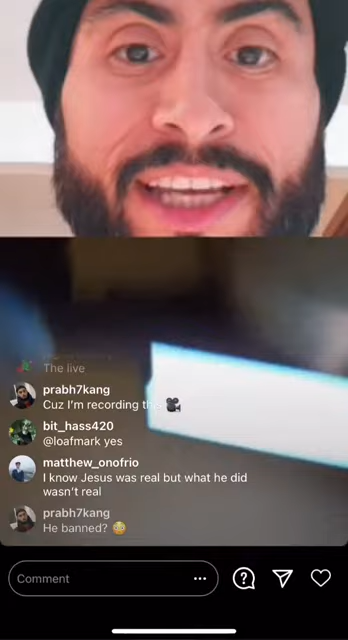 The live
prabh7kang
Cuz I'm recording th
bit_hass420
@loafmark yes
matthew_onofrio
I know Jesus was real but what he did
wasn't real
prabh7kang
He banned? 😳
Comment